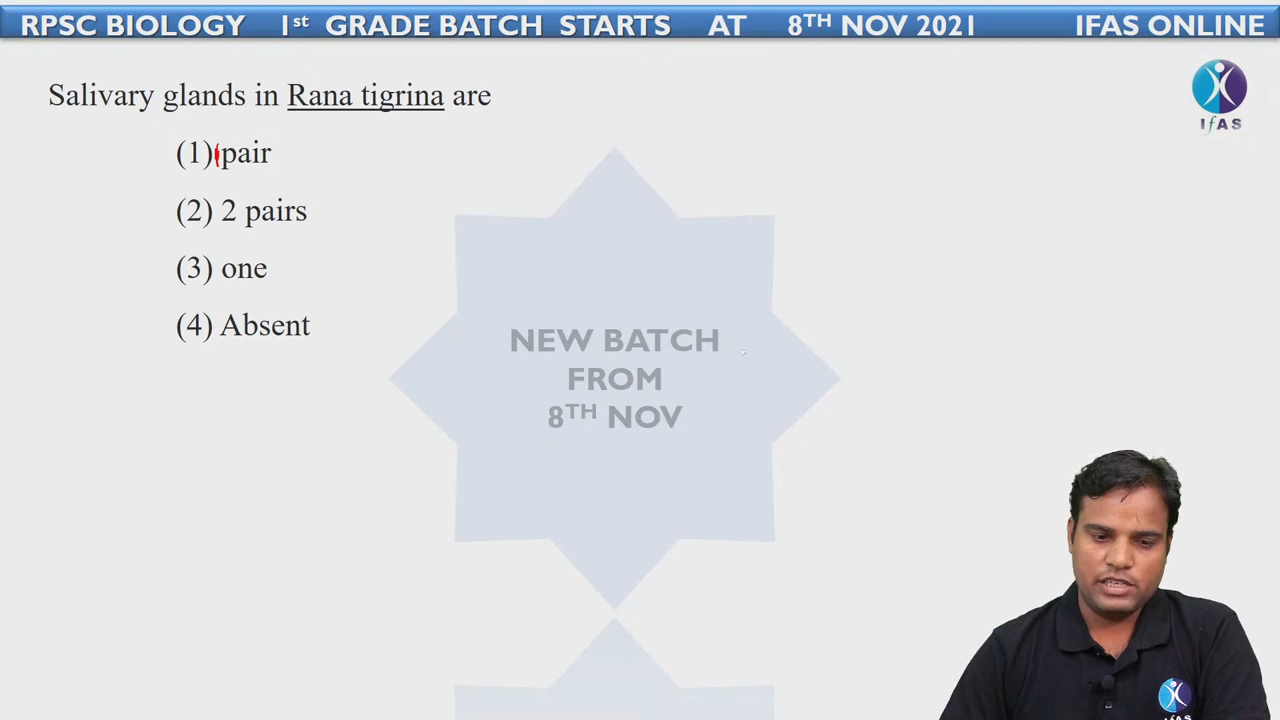 RPSC BIOLOGY 1st GRADE BATCH STARTS AT 8TH NOV 2021 IFAS ONLINE
Salivary glands in Rana tigrina are
IfAS
(1) pair
(2) 2 pairs
(3) one
(4) Absent
NEW BATCH
FROM
8TH NOV